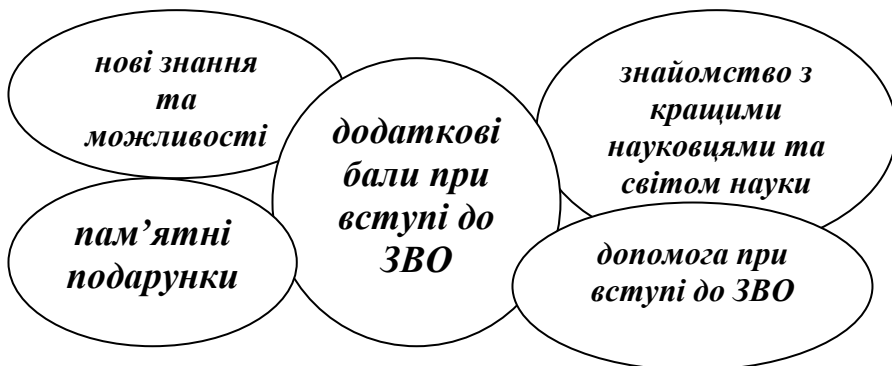 нові знання
та
можливості
пам’ятні
подарунки
додаткові
бали при
вступі до
ЗВО
знайомство з
кращими
науковцями та
світом науки
допомога при
вступі до ЗВО